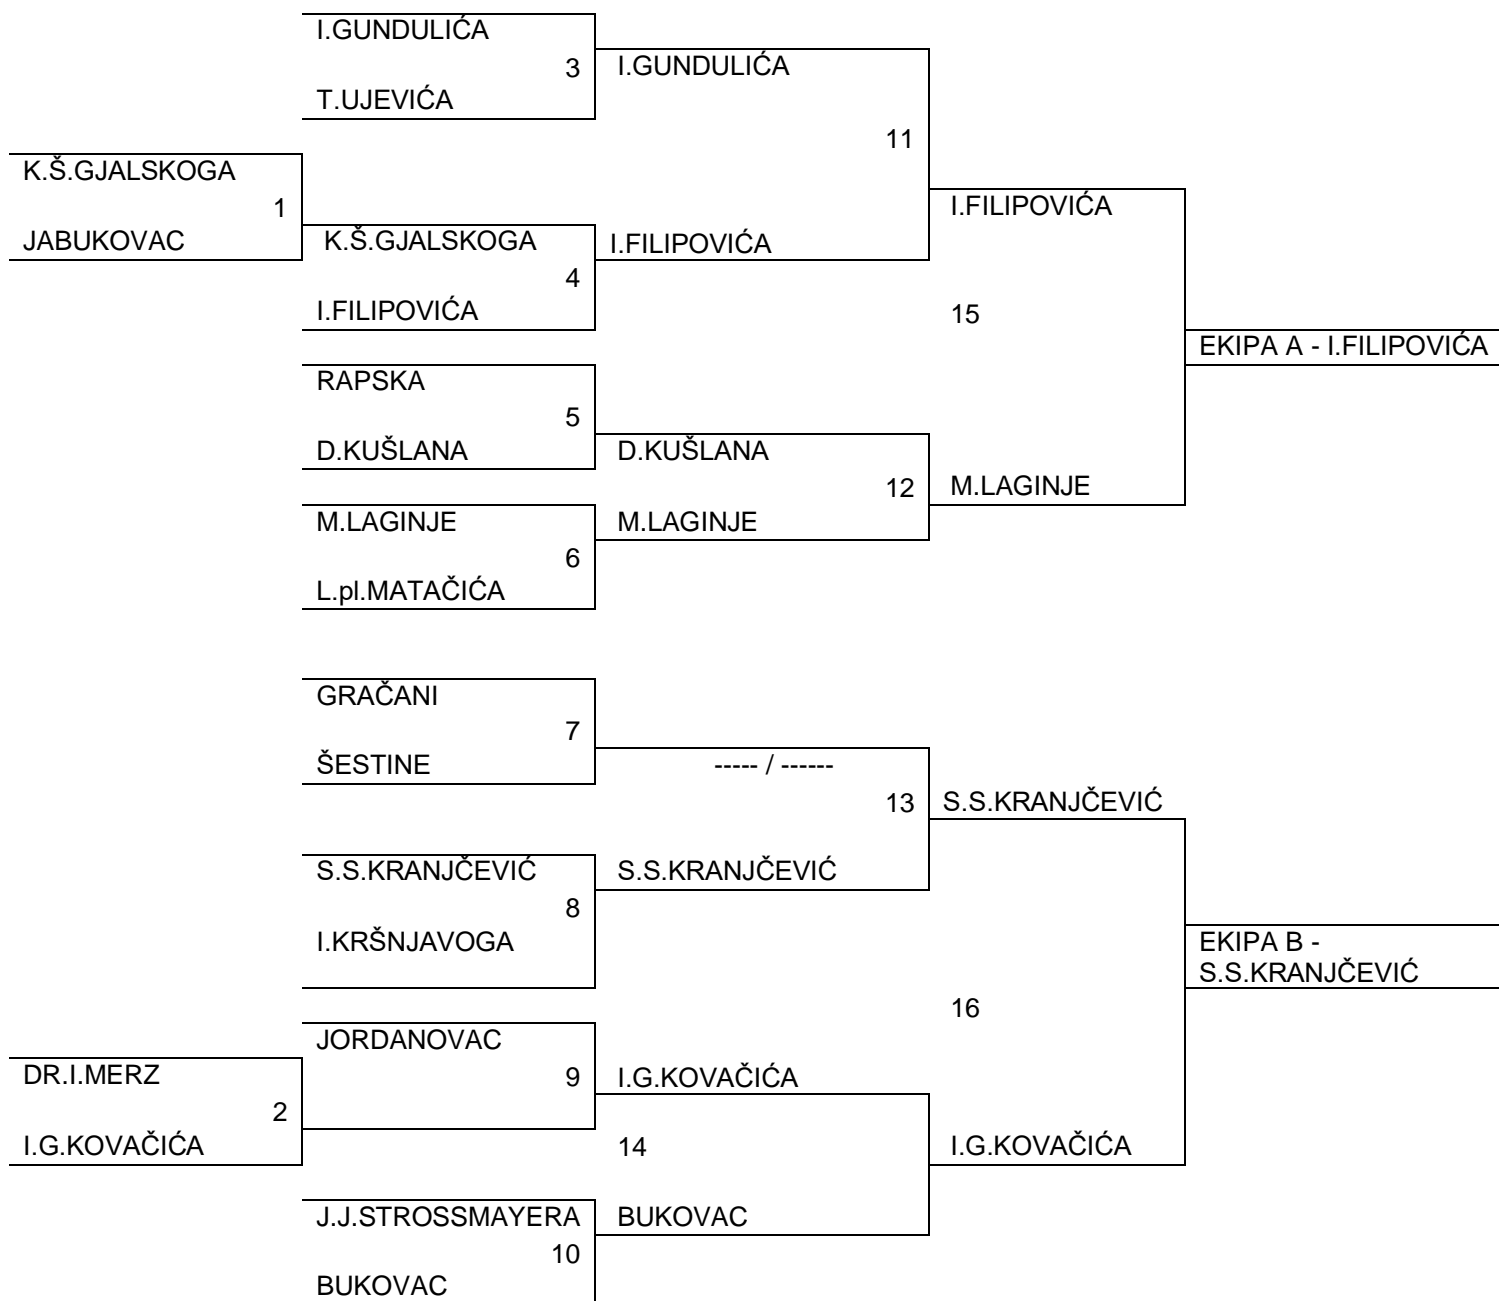 I.GUNDULIĆA
3
I.GUNDULIĆA
T.UJEVIĆA
11
K.Š.GJALSKOGA
1
I.FILIPOVIĆA
JABUKOVAC
K.Š.GJALSKOGA
I.FILIPOVIĆA
4
I.FILIPOVIĆA
15
EKIPA A - I.FILIPOVIĆA
RAPSKA
5
D.KUŠLANA
D.KUŠLANA
12
M.LAGINJE
M.LAGINJE
M.LAGINJE
6
L.pl.MATAČIĆA
GRAČANI
7
ŠESTINE
----- / ------
13
S.S.KRANJČEVIĆ
S.S.KRANJČEVIĆ
S.S.KRANJČEVIĆ
8
I.KRŠNJAVOGA
EKIPA B -
S.S.KRANJČEVIĆ
16
JORDANOVAC
DR.I.MERZ
9
I.G.KOVAČIĆA
2
I.G.KOVAČIĆA
14
I.G.KOVAČIĆA
J.J.STROSSMAYERA
BUKOVAC
10
BUKOVAC